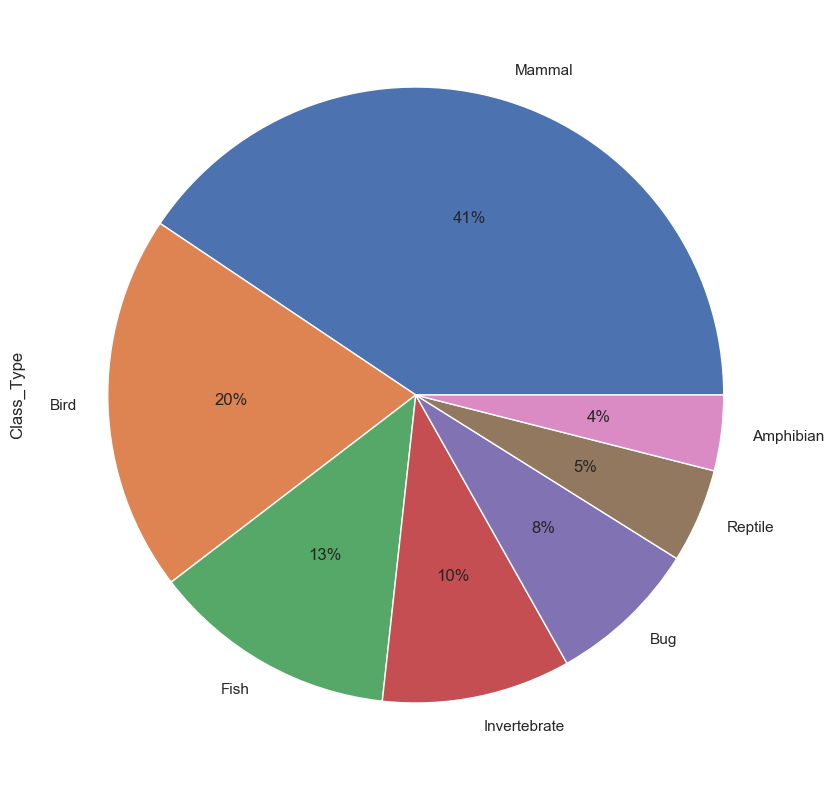 Mammal
41%
Class_Type
Bird
20%
4%
Amphibian
5%
Reptile
8%
13%
10%
Bug
Fish
Invertebrate